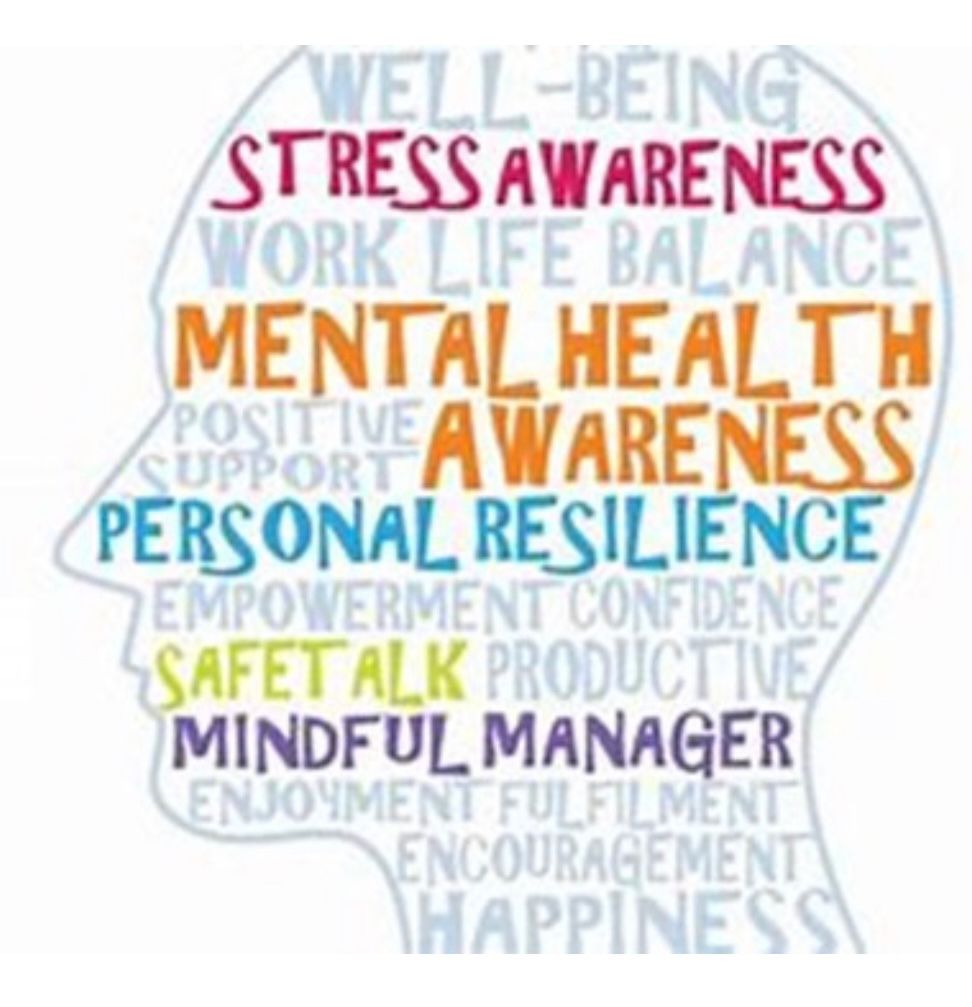 WELL-BEING
STRESS AWARENESS
WORK LIFE BALANCE
MENTAL HEALTH
POSITIVE AWARENESS
SUPPORT
PERSONAL RESILIENCE
EMPOWERMENT CONFIDENCE
SAFETALK PRODUCTIVE
MINDFUL MANAGER
ENJOYMENT FULFILMENT
ENCOURAGEMENT
HAPPINESS